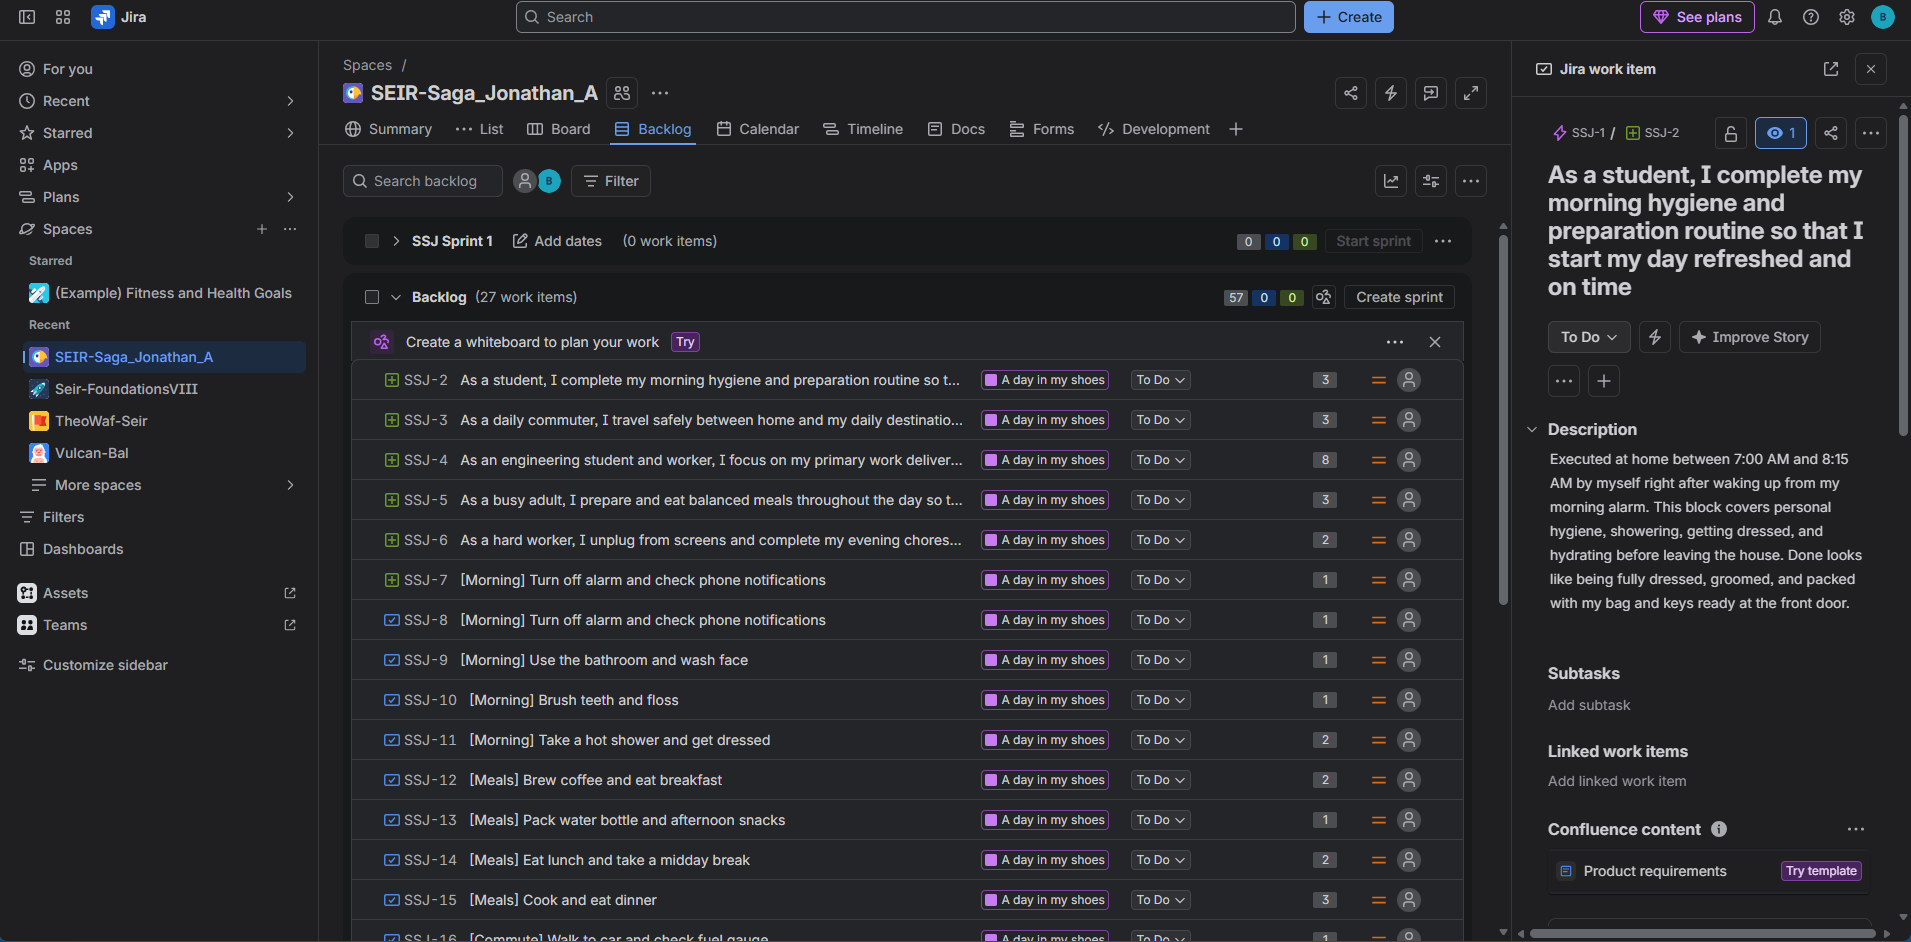 Jira
Search
Create
See plans
B
For you
Recent
Starred
Apps
Plans
Spaces
Starred
(Example) Fitness and Health Goals
Recent
SEIR-Saga_Jonathan_A
Seir-FoundationsVIII
TheoWaf-Seir
Vulcan-Bal
More spaces
Filters
Dashboards
Assets
Teams
Customize sidebar
Spaces /
SEIR-Saga_Jonathan_A
Summary List Board Backlog Calendar Timeline Docs Forms Development
Search backlog B Filter
SSJ Sprint 1 Add dates (0 work items) 0 0 0 Start sprint
Backlog (27 work items) 57 0 0 Create sprint
Create a whiteboard to plan your work Try
SSJ-2 As a student, I complete my morning hygiene and preparation routine so t... A day in my shoes To Do 3
SSJ-3 As a daily commuter, I travel safely between home and my daily destinatio... A day in my shoes To Do 3
SSJ-4 As an engineering student and worker, I focus on my primary work deliver... A day in my shoes To Do 8
SSJ-5 As a busy adult, I prepare and eat balanced meals throughout the day so t... A day in my shoes To Do 3
SSJ-6 As a hard worker, I unplug from screens and complete my evening chores... A day in my shoes To Do 2
SSJ-7 [Morning] Turn off alarm and check phone notifications A day in my shoes To Do 1
SSJ-8 [Morning] Turn off alarm and check phone notifications A day in my shoes To Do 1
SSJ-9 [Morning] Use the bathroom and wash face A day in my shoes To Do 1
SSJ-10 [Morning] Brush teeth and floss A day in my shoes To Do 1
SSJ-11 [Morning] Take a hot shower and get dressed A day in my shoes To Do 2
SSJ-12 [Meals] Brew coffee and eat breakfast A day in my shoes To Do 2
SSJ-13 [Meals] Pack water bottle and afternoon snacks A day in my shoes To Do 1
SSJ-14 [Meals] Eat lunch and take a midday break A day in my shoes To Do 2
SSJ-15 [Meals] Cook and eat dinner A day in my shoes To Do 3
SSJ-16 [Commute] Walk to car and check fuel gauge A day in my shoes To Do 1
Jira work item
SSJ-1 / SSJ-2 1
As a student, I complete my
morning hygiene and
preparation routine so that I
start my day refreshed and
on time
To Do Improve Story
Description
Executed at home between 7:00 AM and 8:15
AM by myself right after waking up from my
morning alarm. This block covers personal
hygiene, showering, getting dressed, and
hydrating before leaving the house. Done looks
like being fully dressed, groomed, and packed
with my bag and keys ready at the front door.
Subtasks
Add subtask
Linked work items
Add linked work item
Confluence content
Product requirements Try template